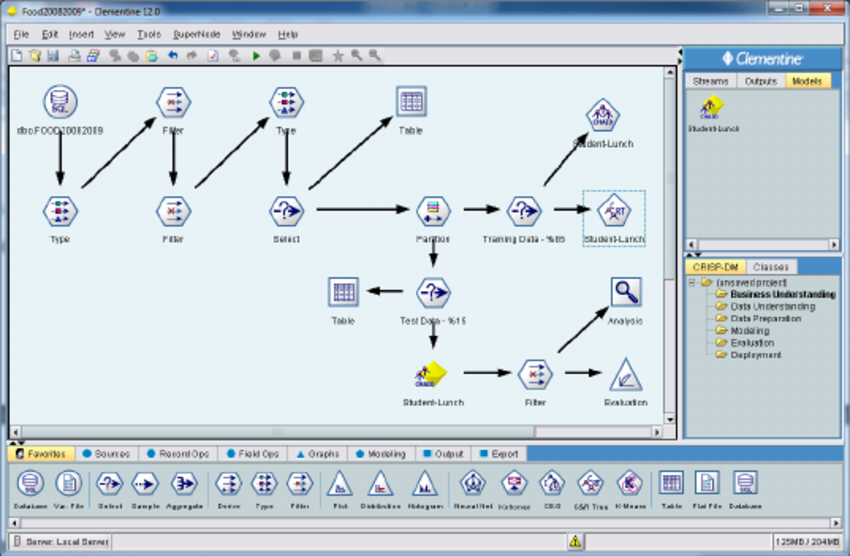 Food20082009* - Clementine 12.0
File Edit Insert View Tools SuperNode Window Help
Clementine
Streams Outputs Models
Student-Lunch
dbo.FOOD20082009
Filter
Type
Table
Student-Lunch
Type
Filter
Select
Partition
Training Data - %85
Student-Lunch
Table
Test Data - %15
Analysis
Student-Lunch
Filter
Evaluation
CRISP-DM Classes
(unsaved project)
Business Understanding
Data Understanding
Data Preparation
Modeling
Evaluation
Deployment
Favorites Sources Record Ops Field Ops Graphs Modeling Output Export
Database Var. File Select Sample Aggregate Derive Type Filter Plot Distribution Histogram Neural Net C5.0 C&R Tree K-Means Table Flat File Database
Server: Local Server
125MB / 204MB